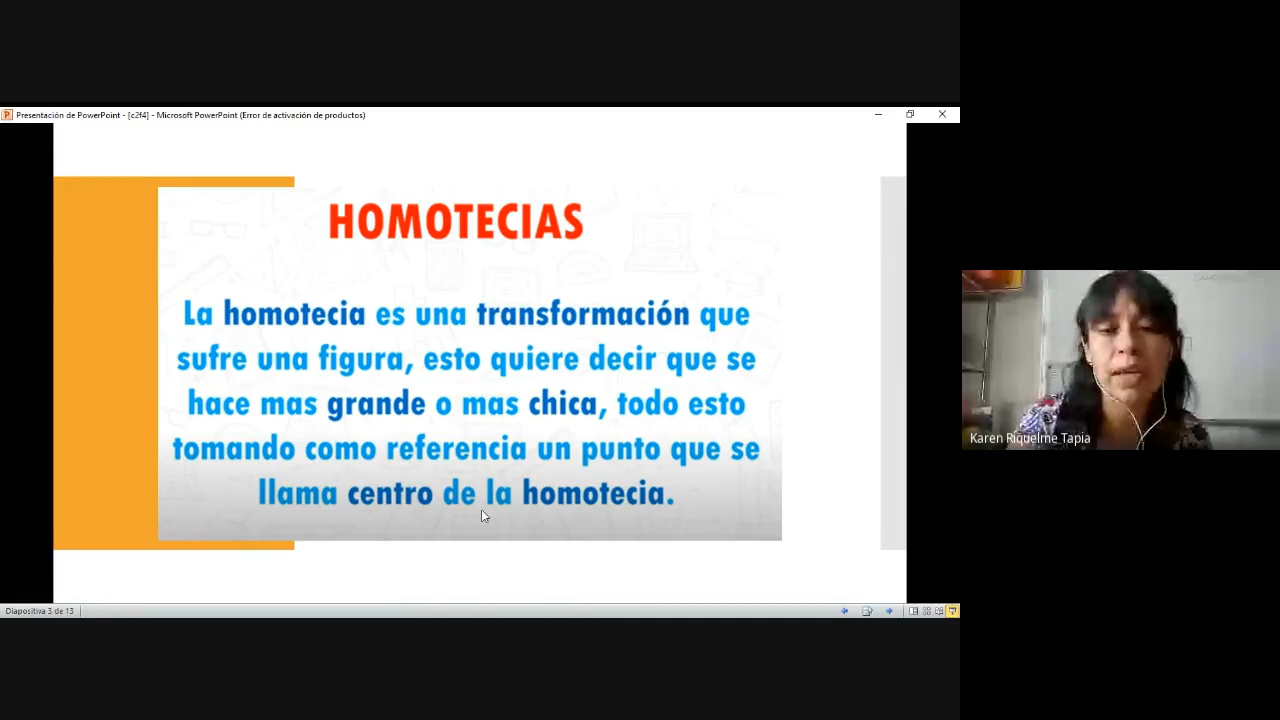 Presentación de PowerPoint - [c2f4] - Microsoft PowerPoint (Error de activación de productos)
HOMOTECIAS
La homotecia es una transformación que
sufre una figura, esto quiere decir que se
hace mas grande o mas chica, todo esto
tomando como referencia un punto que se
llama centro de la homotecia.
Karen Riquelme Tapia
Diapositiva 3 de 13